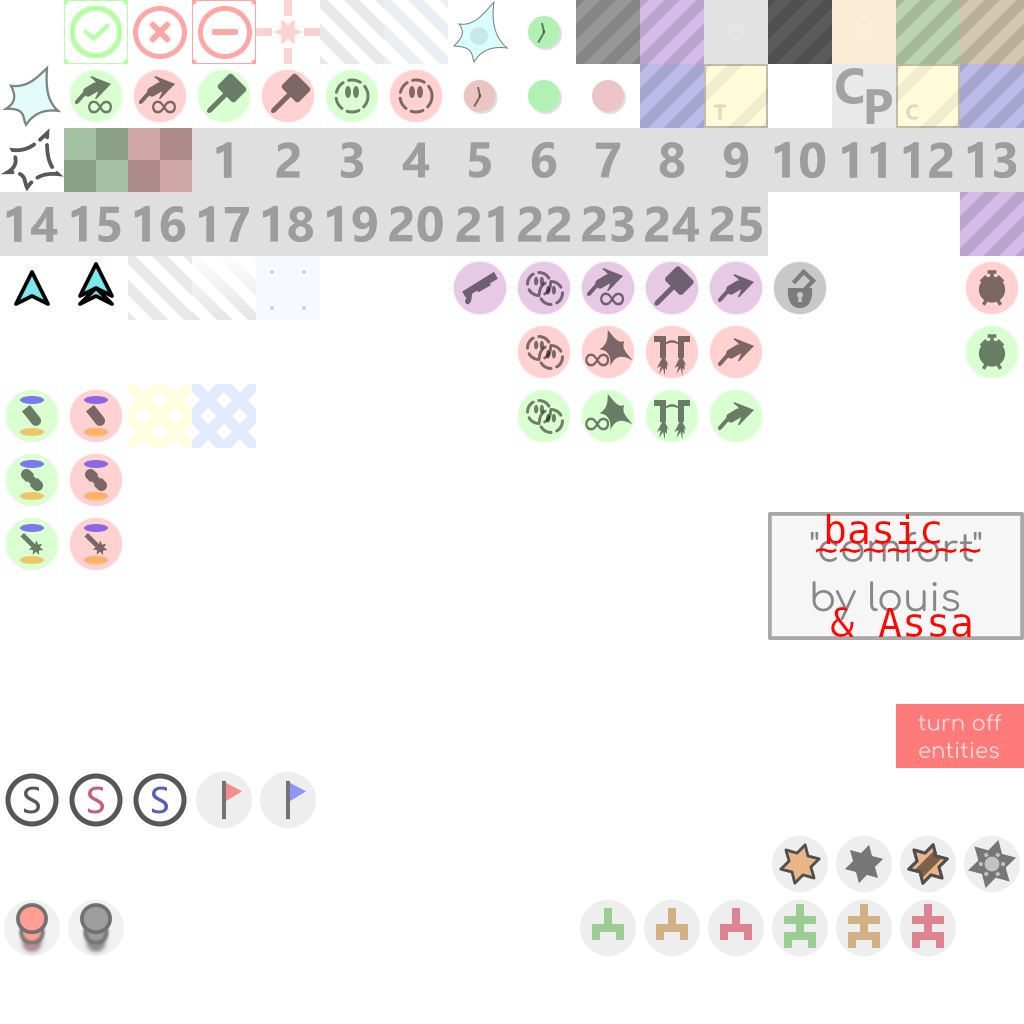 T
CP
C
1 2 3 4 5 6 7 8 9 10 11 12 13
14 15 16 17 18 19 20 21 22 23 24 25
basic
"comfort"
by louis
& Assa
turn off
entities
S S S